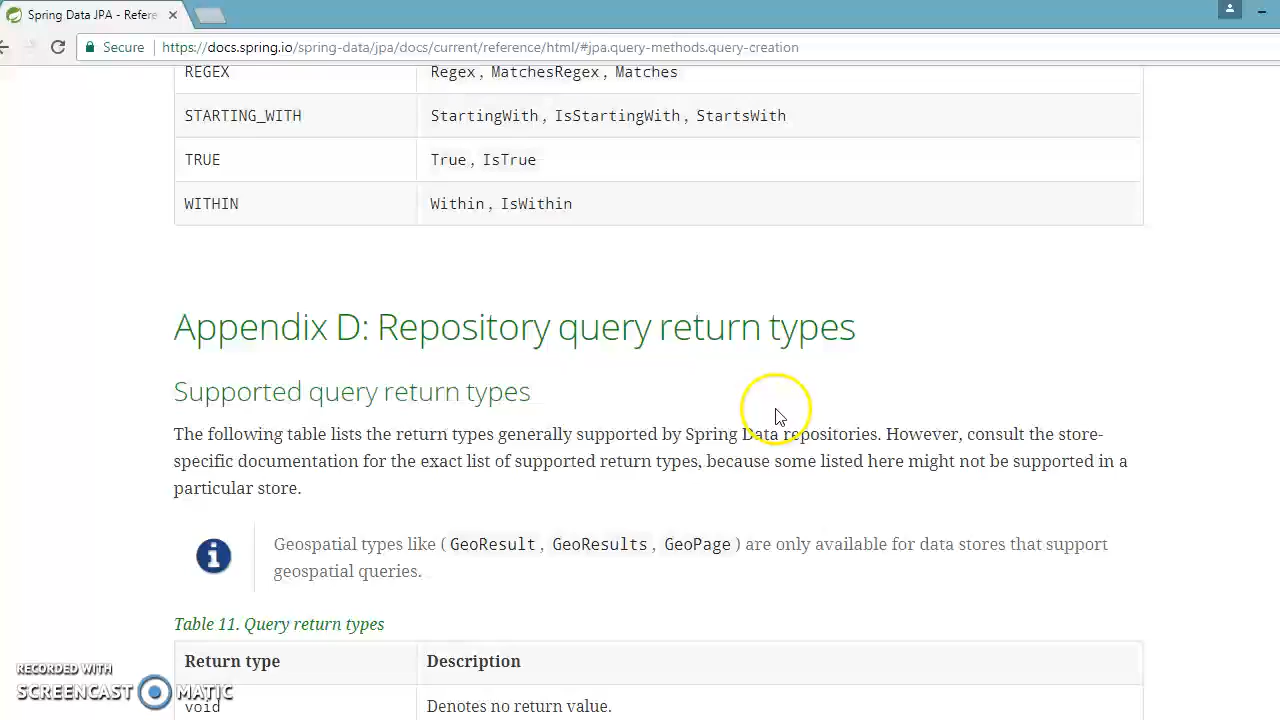 Spring Data JPA - Refere
Secure https://docs.spring.io/spring-data/jpa/docs/current/reference/html/#jpa.query-methods.query-creation
REGEX Regex, MatchesRegex, Matches
STARTING_WITH StartingWith, IsStartingWith, StartsWith
TRUE True, IsTrue
WITHIN Within, IsWithin
Appendix D: Repository query return types
Supported query return types
The following table lists the return types generally supported by Spring Data repositories. However, consult the store-
specific documentation for the exact list of supported return types, because some listed here might not be supported in a
particular store.
Geospatial types like (GeoResult, GeoResults, GeoPage) are only available for data stores that support
geospatial queries.
Table 11. Query return types
Return type Description
void Denotes no return value.
RECORDED WITH
SCREENCAST MATIC